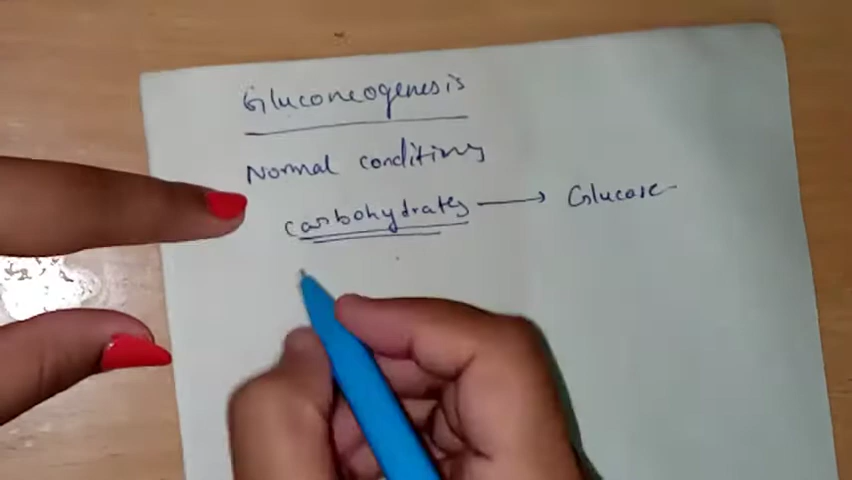 Gluconeogenesis
Normal conditions
carbohydrates → Glucose